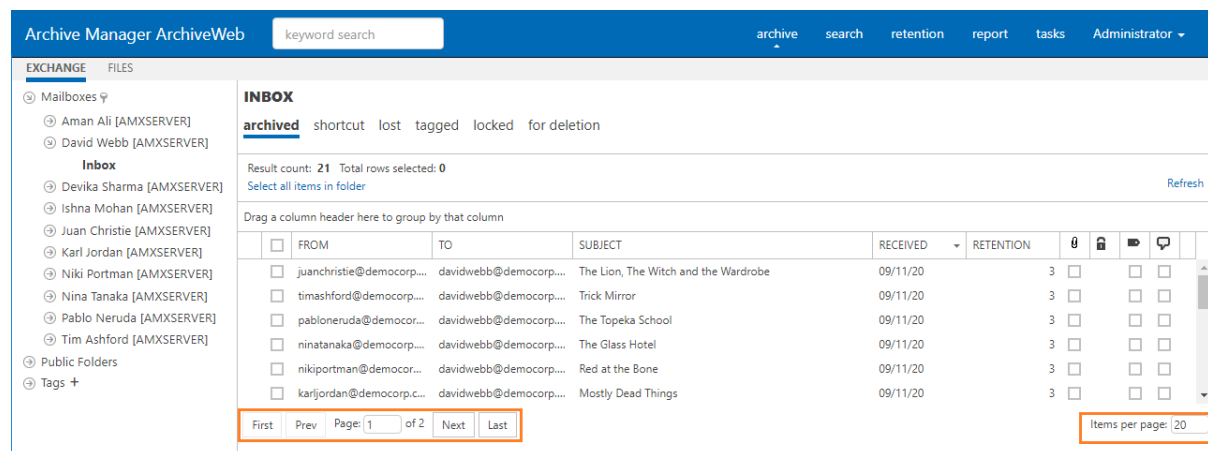 Archive Manager ArchiveWeb keyword search archive search retention report tasks Administrator
EXCHANGE FILES
Mailboxes
Aman Ali [AMXSERVER]
David Webb [AMXSERVER]
Inbox
Devika Sharma [AMXSERVER]
Ishna Mohan [AMXSERVER]
Juan Christie [AMXSERVER]
Karl Jordan [AMXSERVER]
Niki Portman [AMXSERVER]
Nina Tanaka [AMXSERVER]
Pablo Neruda [AMXSERVER]
Tim Ashford [AMXSERVER]
Public Folders
Tags +
INBOX
archived shortcut lost tagged locked for deletion
Result count: 21 Total rows selected: 0
Select all items in folder Refresh
Drag a column header here to group by that column
FROM TO SUBJECT RECEIVED RETENTION
juanchristie@democorp.... davidwebb@democorp.... The Lion, The Witch and the Wardrobe 09/11/20 3
timashford@democorp.... davidwebb@democorp.... Trick Mirror 09/11/20 3
pabloneruda@democor... davidwebb@democorp.... The Topeka School 09/11/20 3
ninatanaka@democorp.... davidwebb@democorp.... The Glass Hotel 09/11/20 3
nikiportman@democor... davidwebb@democorp.... Red at the Bone 09/11/20 3
karljordan@democorp.c... davidwebb@democorp.... Mostly Dead Things 09/11/20 3
First Prev Page: 1 of 2 Next Last Items per page: 20